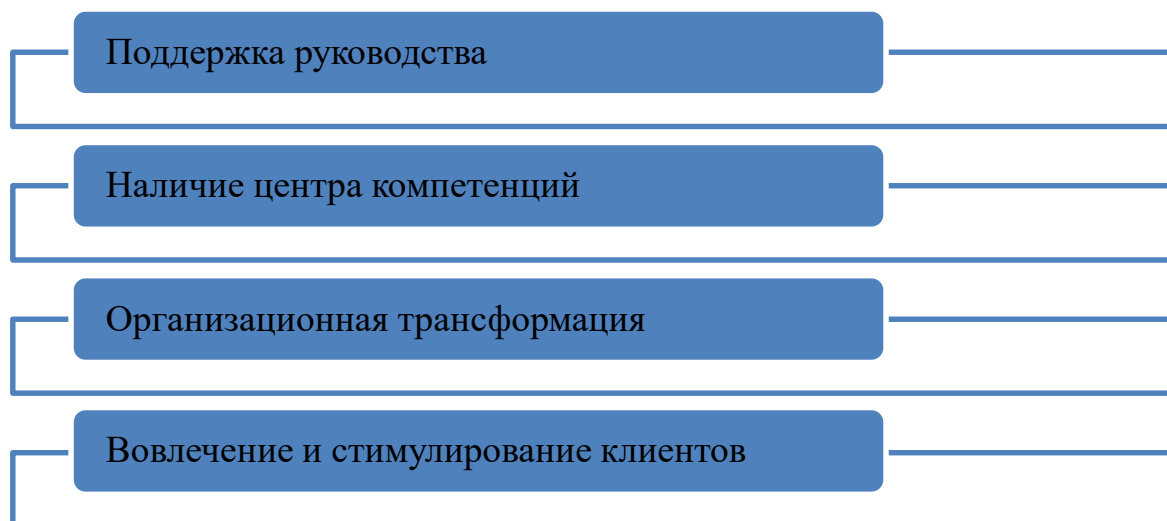 Поддержка руководства
Наличие центра компетенций
Организационная трансформация
Вовлечение и стимулирование клиентов